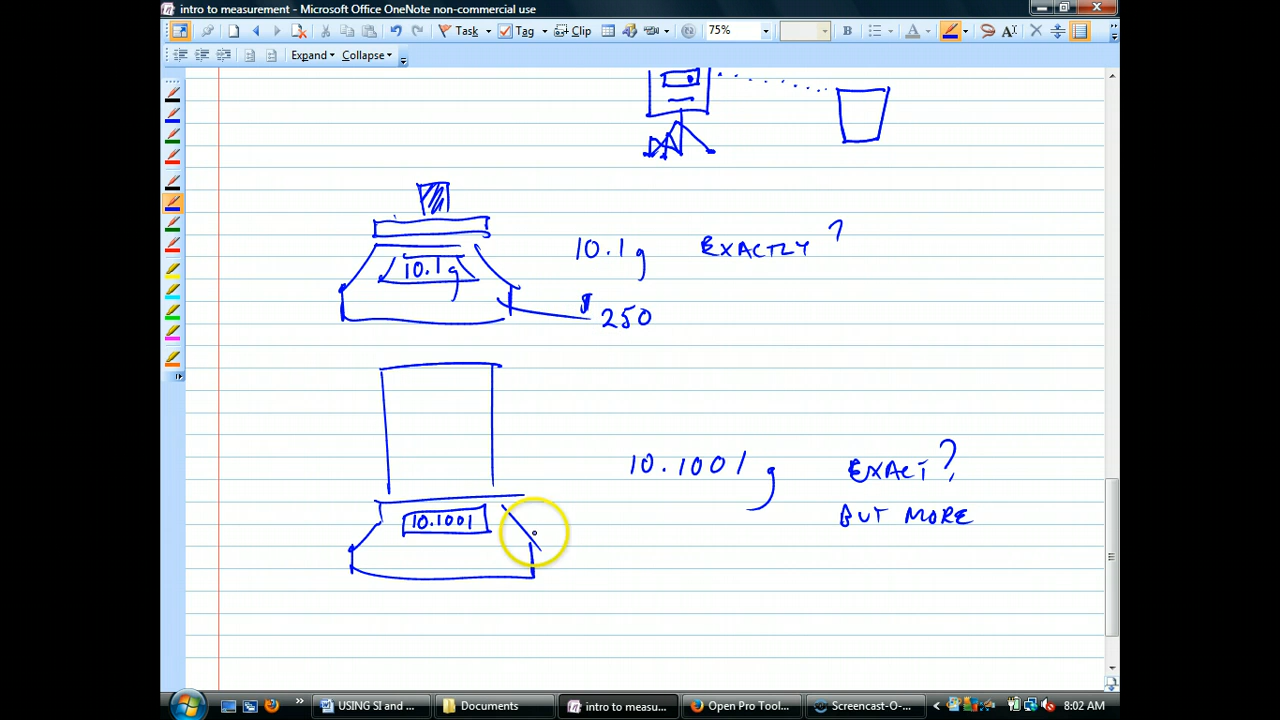 intro to measurement - Microsoft Office OneNote non-commercial use
Task Tag Clip 75% B A
Expand Collapse
10.1g
10.1g EXACTLY?
$250
10.1001
10.1001 g EXACT?
BUT MORE
USING SI and ... Documents intro to measu... Open Pro Tool... Screencast-O-... 8:02 AM